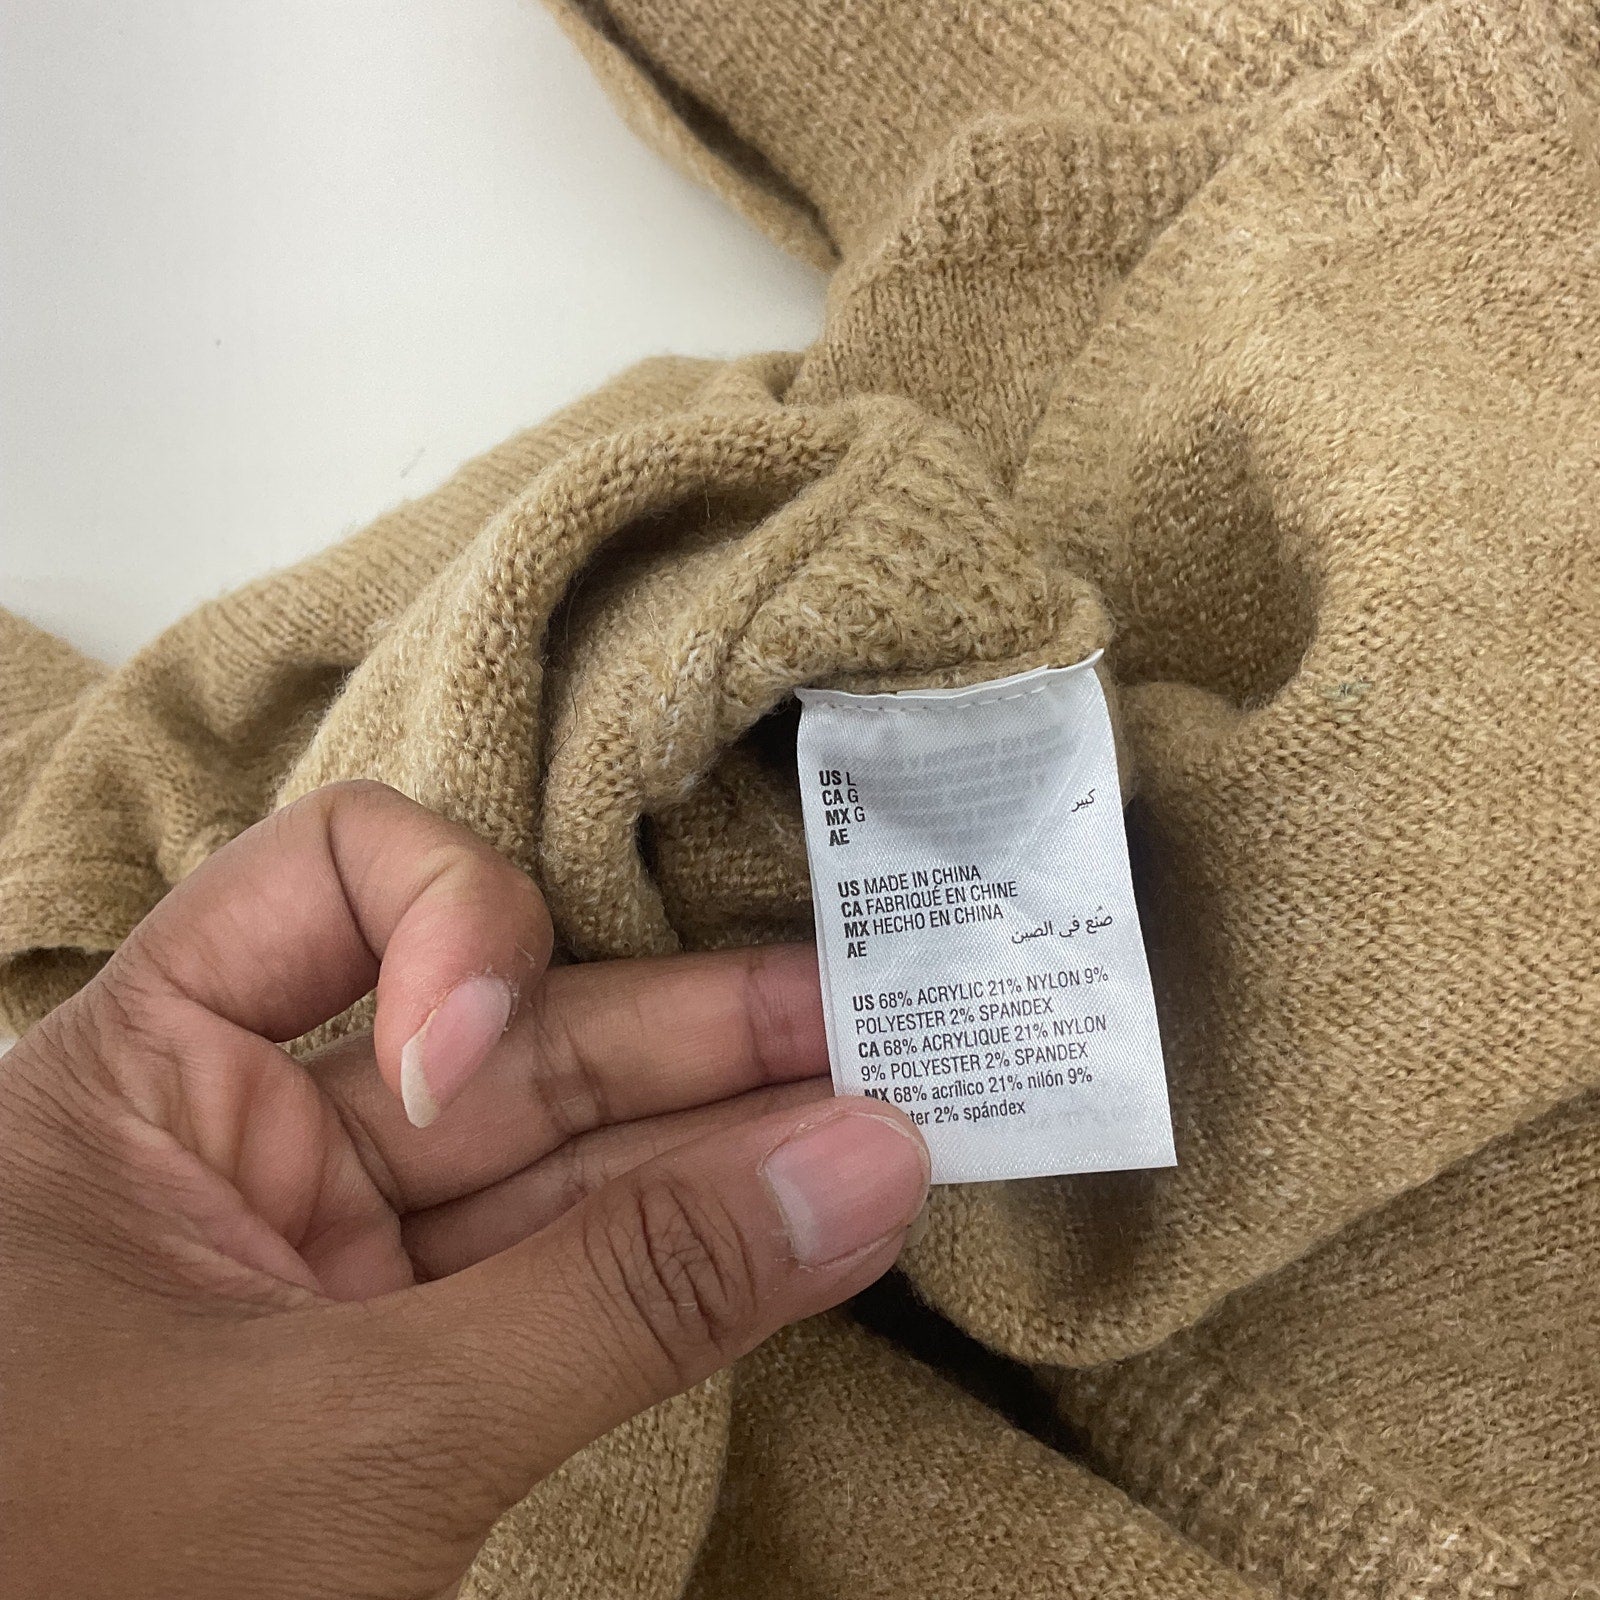 US L
CA G
MX G
AE كبير
US MADE IN CHINA
CA FABRIQUÉ EN CHINE
MX HECHO EN CHINA
AE صُنع في الصين
US 68% ACRYLIC 21% NYLON 9%
POLYESTER 2% SPANDEX
CA 68% ACRYLIQUE 21% NYLON
9% POLYESTER 2% SPANDEX
MX 68% acrílico 21% nilón 9%
2% spándex